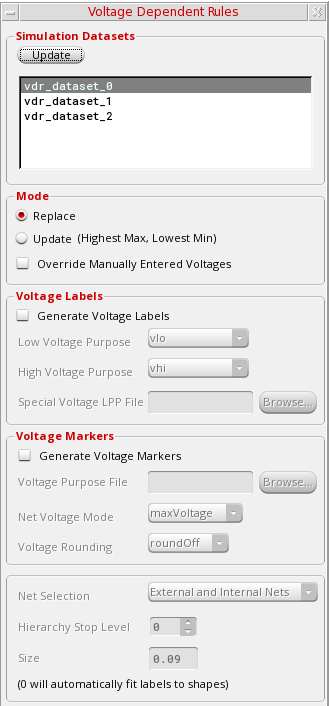 Voltage Dependent Rules
Simulation Datasets
Update
vdr_dataset_0
vdr_dataset_1
vdr_dataset_2
Mode
Replace
Update (Highest Max, Lowest Min)
Override Manually Entered Voltages
Voltage Labels
Generate Voltage Labels
Low Voltage Purpose vlo
High Voltage Purpose vhi
Special Voltage LPP File Browse...
Voltage Markers
Generate Voltage Markers
Voltage Purpose File Browse...
Net Voltage Mode maxVoltage
Voltage Rounding roundOff
Net Selection External and Internal Nets
Hierarchy Stop Level 0
Size 0.09
(0 will automatically fit labels to shapes)